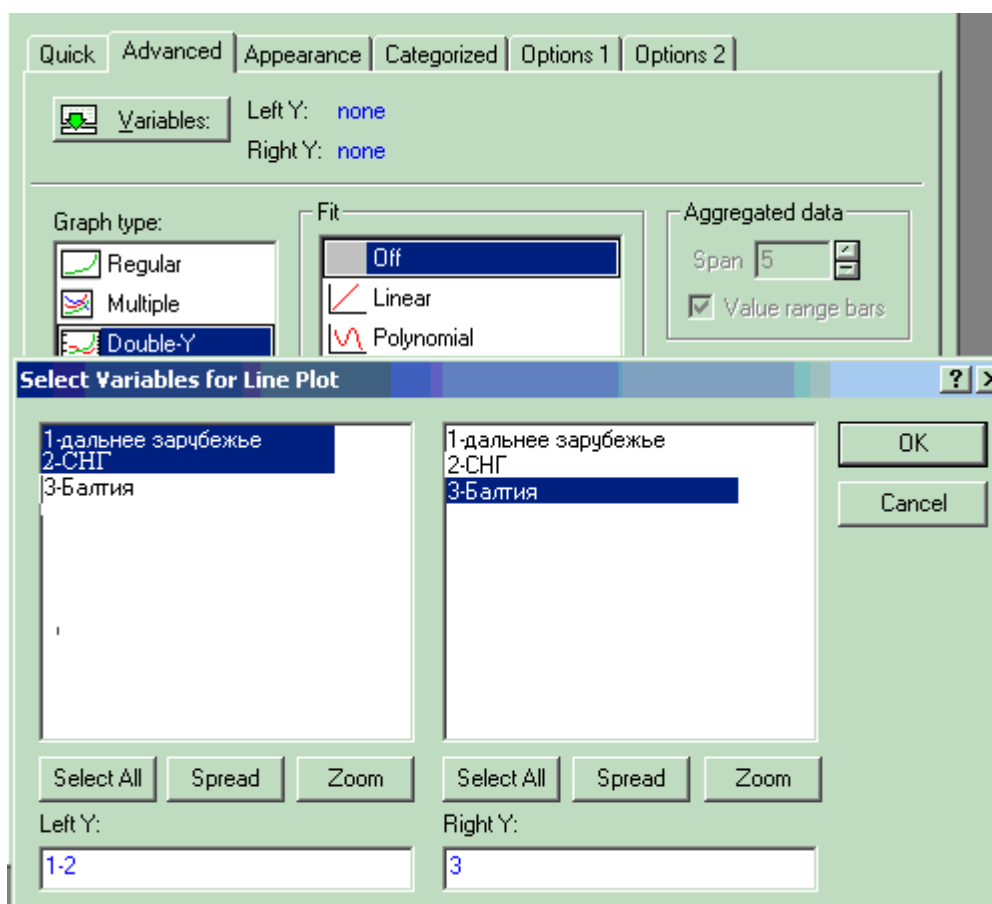 Quick Advanced Appearance Categorized Options 1 Options 2
Variables: Left Y: none
Right Y: none
Graph type: Fit Aggregated data
Regular Off Span 5
Multiple Linear Value range bars
Double-Y Polynomial
Select Variables for Line Plot
1-дальнее зарубежье 1-дальнее зарубежье OK
2-СНГ 2-СНГ
3-Балтия 3-Балтия Cancel
Select All Spread Zoom Select All Spread Zoom
Left Y: Right Y:
1-2 3